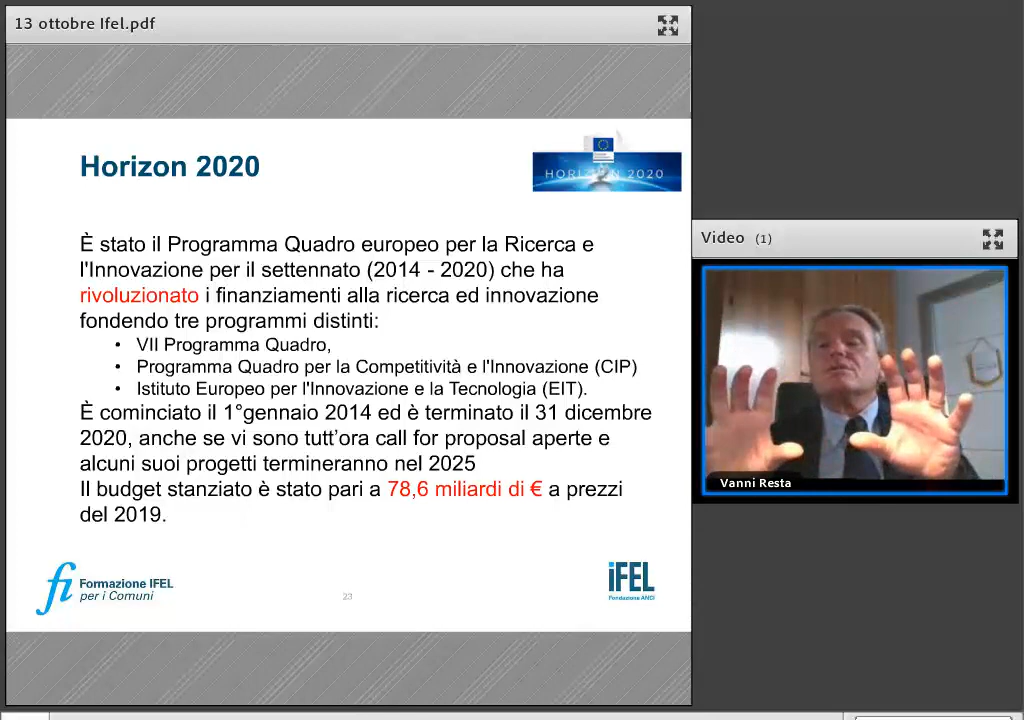 13 ottobre Ifel.pdf
Horizon 2020
HORIZON 2020
È stato il Programma Quadro europeo per la Ricerca e
l'Innovazione per il settennato (2014 - 2020) che ha
rivoluzionato i finanziamenti alla ricerca ed innovazione
fondendo tre programmi distinti:
• VII Programma Quadro,
• Programma Quadro per la Competitività e l'Innovazione (CIP)
• Istituto Europeo per l'Innovazione e la Tecnologia (EIT).
È cominciato il 1°gennaio 2014 ed è terminato il 31 dicembre
2020, anche se vi sono tutt’ora call for proposal aperte e
alcuni suoi progetti termineranno nel 2025
Il budget stanziato è stato pari a 78,6 miliardi di € a prezzi
del 2019.
fi Formazione IFEL
per i Comuni
23
iFEL
Fondazione ANCI
Video (1)
Vanni Resta